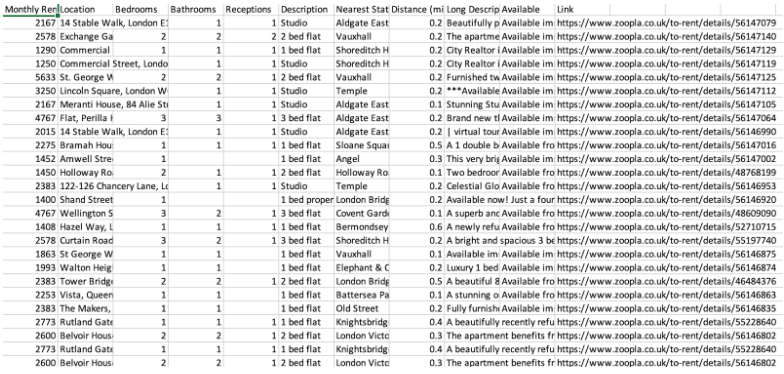 Monthly Ren Location Bedrooms Bathrooms Receptions Description Nearest Stat Distance (mi Long Descrip Available Link
2167 14 Stable Walk, London E1 1 1 Studio Aldgate East 0.2 Beautifully p Available im https://www.zoopla.co.uk/to-rent/details/56147079
2578 Exchange Ga 2 2 2 2 bed flat Vauxhall 0.2 The apartmi Available im https://www.zoopla.co.uk/to-rent/details/56147140
1290 Commercial 1 1 1 1 bed flat Shoreditch H 0.2 City Realtor i Available im https://www.zoopla.co.uk/to-rent/details/56147129
1250 Commercial Street, London 1 1 Studio Shoreditch H 0.2 City Realtor i Available im https://www.zoopla.co.uk/to-rent/details/56147119
5633 St. George W 2 2 1 2 bed flat Vauxhall 0.2 Furnished tw Available im https://www.zoopla.co.uk/to-rent/details/56147125
3250 Lincoln Square, London W 1 1 Studio Temple 0.2 ***Available Available im https://www.zoopla.co.uk/to-rent/details/56147112
2167 Meranti House, 84 Alie Str 1 1 Studio Aldgate East 0.1 Stunning Stu Available im https://www.zoopla.co.uk/to-rent/details/56147105
4767 Flat, Perilla H 3 3 1 3 bed flat Aldgate East 0.2 Brand new tl Available im https://www.zoopla.co.uk/to-rent/details/56147064
2015 14 Stable Walk, London E1 1 1 Studio Aldgate East 0.2 | virtual tour Available im https://www.zoopla.co.uk/to-rent/details/56146990
2275 Bramah Hou 1 1 1 1 bed flat Sloane Squar 0.5 A 1 double b Available fro https://www.zoopla.co.uk/to-rent/details/56147016
1452 Amwell Stre 1 1 bed flat Angel 0.3 This very brig Available fro https://www.zoopla.co.uk/to-rent/details/56147002
1450 Holloway Ro 2 1 1 2 bed flat Holloway Ro 0.1 Two bedroor Available fro https://www.zoopla.co.uk/to-rent/details/48768199
2383 122-126 Chancery Lane, Lo 1 1 Studio Temple 0.2 Celestial Glo Available fro https://www.zoopla.co.uk/to-rent/details/56146953
1400 Shand Street 1 1 bed proper London Bridg 0.2 Available now! Just a four https://www.zoopla.co.uk/to-rent/details/56146920
4767 Wellington S 3 2 1 3 bed flat Covent Garde 0.1 A superb anc Available fro https://www.zoopla.co.uk/to-rent/details/48609090
1408 Hazel Way, L 1 1 1 1 bed flat Bermondsey 0.6 A newly refu Available fro https://www.zoopla.co.uk/to-rent/details/52710715
2578 Curtain Road 3 2 1 3 bed flat Shoreditch H 0.2 A bright and spacious 3 be https://www.zoopla.co.uk/to-rent/details/55197740
1863 St George W 1 1 1 bed flat Vauxhall 0.1 Available im Available im https://www.zoopla.co.uk/to-rent/details/56146875
1993 Walton Heig 1 1 1 bed flat Elephant & C 0.2 Luxury 1 bed Available im https://www.zoopla.co.uk/to-rent/details/56146874
2383 Tower Bridge 2 2 1 2 bed flat London Bridg 0.5 A beautiful 8 Available fro https://www.zoopla.co.uk/to-rent/details/46484376
2253 Vista, Queen 1 1 1 bed flat Battersea Pa 0.1 A stunning o Available fro https://www.zoopla.co.uk/to-rent/details/56146863
2383 The Makers, 1 1 1 bed flat Old Street 0.2 Fully furnish Available im https://www.zoopla.co.uk/to-rent/details/56146835
2773 Rutland Gate 1 1 1 1 bed flat Knightsbridg 0.4 A beautifully recently refu https://www.zoopla.co.uk/to-rent/details/55228640
2600 Belvoir Hous 2 2 1 2 bed flat London Victo 0.3 The apartment benefits fr https://www.zoopla.co.uk/to-rent/details/56146802
2773 Rutland Gate 1 1 1 1 bed flat Knightsbridg 0.4 A beautifully recently refu https://www.zoopla.co.uk/to-rent/details/55228640
2600 Belvoir Hous 2 2 1 2 bed flat London Victo 0.3 The apartment benefits fr https://www.zoopla.co.uk/to-rent/details/56146802